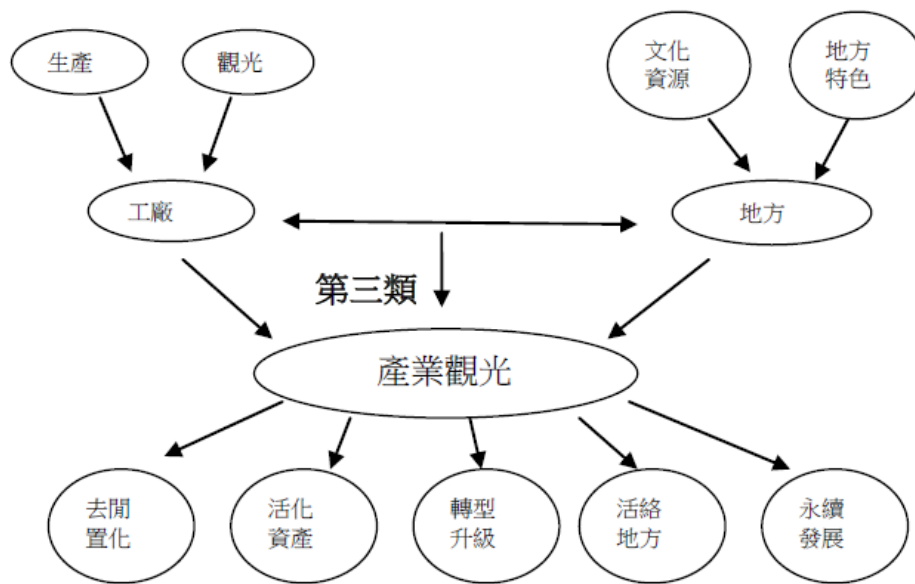 生產
觀光
文化
資源
地方
特色
工廠
地方
第三類
產業觀光
去閒
置化
活化
資產
轉型
升級
活絡
地方
永續
發展